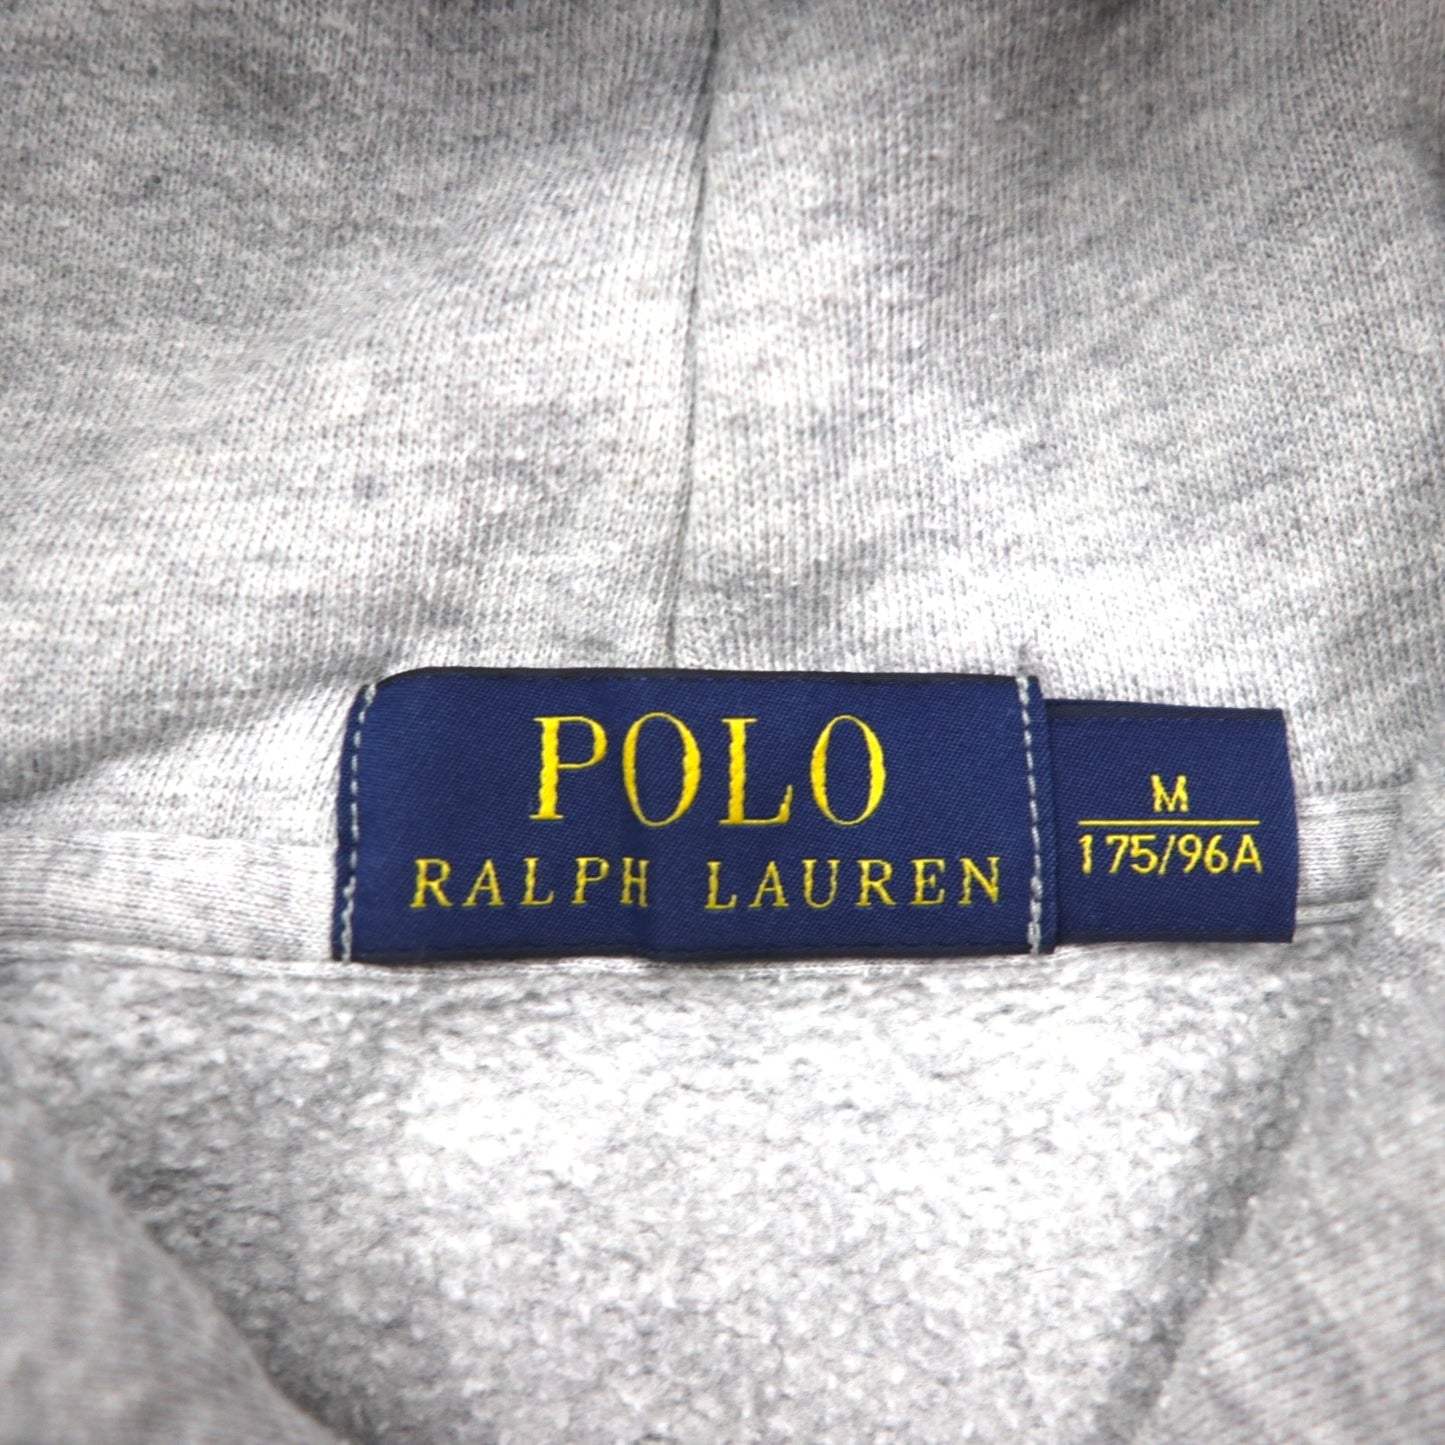 POLO
RALPH LAUREN
M
175/96A